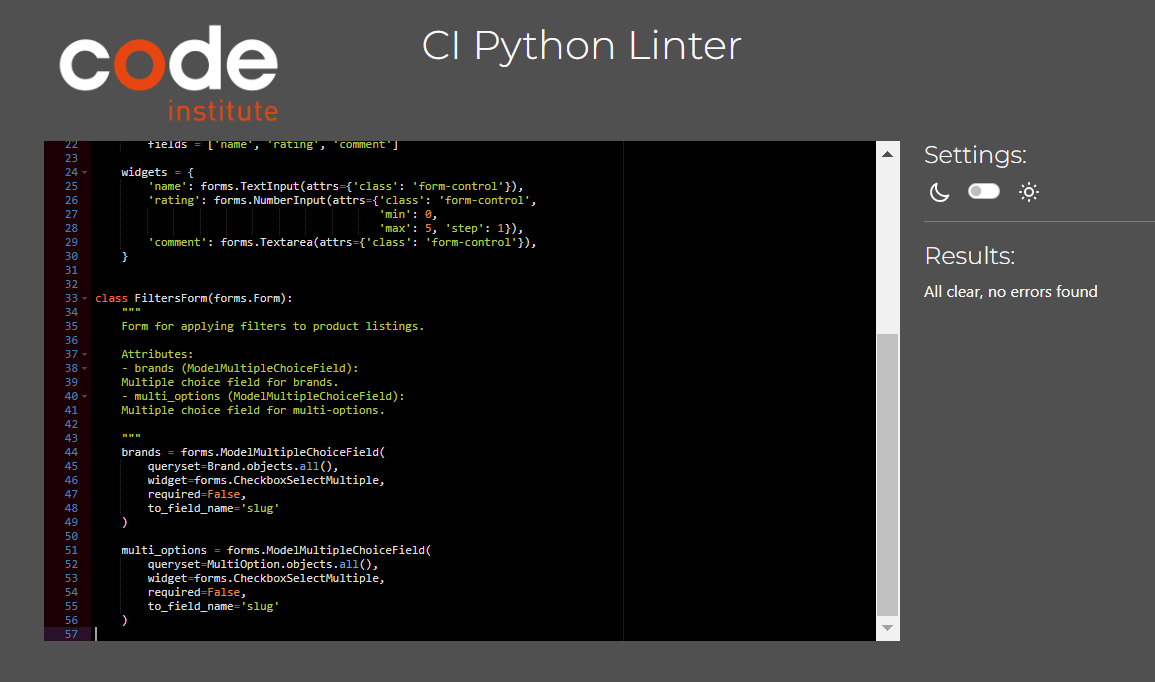 code
institute
CI Python Linter
22 fields = ['name', 'rating', 'comment']
23
24 widgets = {
25 'name': forms.TextInput(attrs={'class': 'form-control'}),
26 'rating': forms.NumberInput(attrs={'class': 'form-control',
27 'min': 0,
28 'max': 5, 'step': 1}),
29 'comment': forms.Textarea(attrs={'class': 'form-control'}),
30 }
31
32
33 class FiltersForm(forms.Form):
34 """
35 Form for applying filters to product listings.
36
37 Attributes:
38 - brands (ModelMultipleChoiceField):
39 Multiple choice field for brands.
40 - multi_options (ModelMultipleChoiceField):
41 Multiple choice field for multi-options.
42
43 """
44 brands = forms.ModelMultipleChoiceField(
45 queryset=Brand.objects.all(),
46 widget=forms.CheckboxSelectMultiple,
47 required=False,
48 to_field_name='slug'
49 )
50
51 multi_options = forms.ModelMultipleChoiceField(
52 queryset=MultiOption.objects.all(),
53 widget=forms.CheckboxSelectMultiple,
54 required=False,
55 to_field_name='slug'
56 )
57
Settings:
Results:
All clear, no errors found